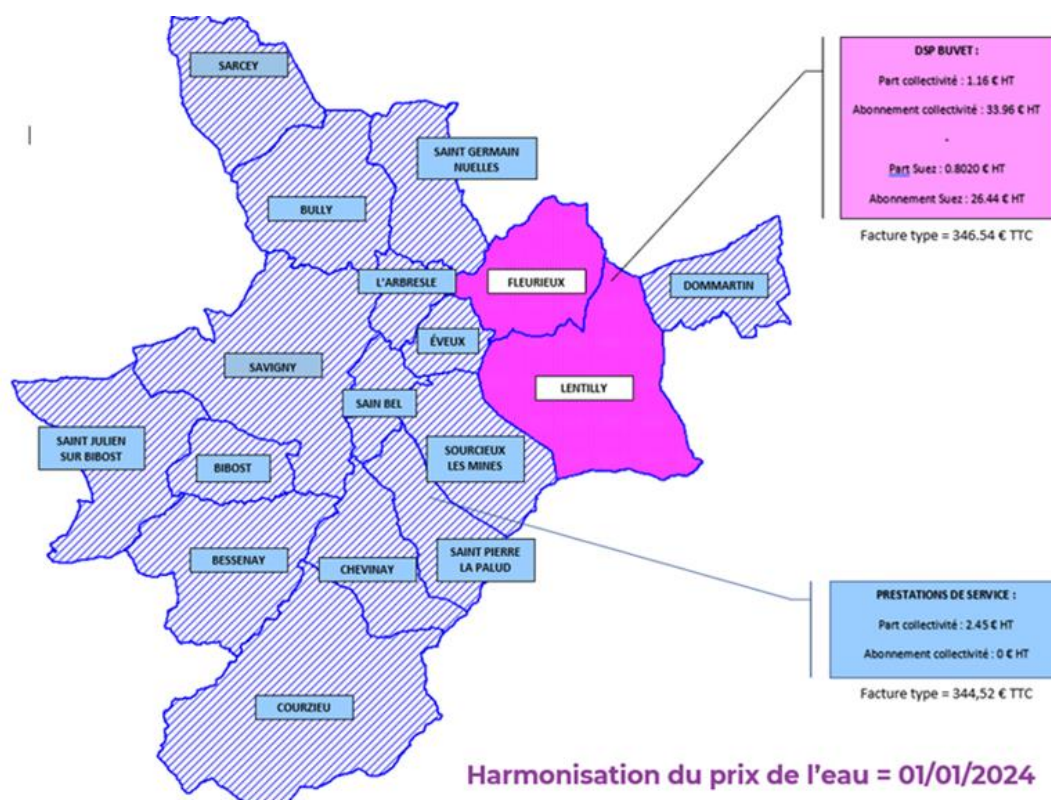 SARCEY
SAINT GERMAIN
NUELLES
BULLY
L'ARBRESLE
FLEURIEUX
DOMMARTIN
ÉVEUX
SAVIGNY
LENTILLY
SAIN BEL
SAINT JULIEN
SUR BIBOST
BIBOST
SOURCIEUX
LES MINES
BESSENAY
CHEVINAY
SAINT PIERRE
LA PALUD
COURZIEU
DSP BUVET :
Part collectivité : 1.16 € HT
Abonnement collectivité : 33.96 € HT
-
Part Suez : 0.8020 € HT
Abonnement Suez : 26.44 € HT
Facture type = 346.54 € TTC
PRESTATIONS DE SERVICE :
Part collectivité : 2.45 € HT
Abonnement collectivité : 0 € HT
Facture type = 344,52 € TTC
Harmonisation du prix de l'eau = 01/01/2024